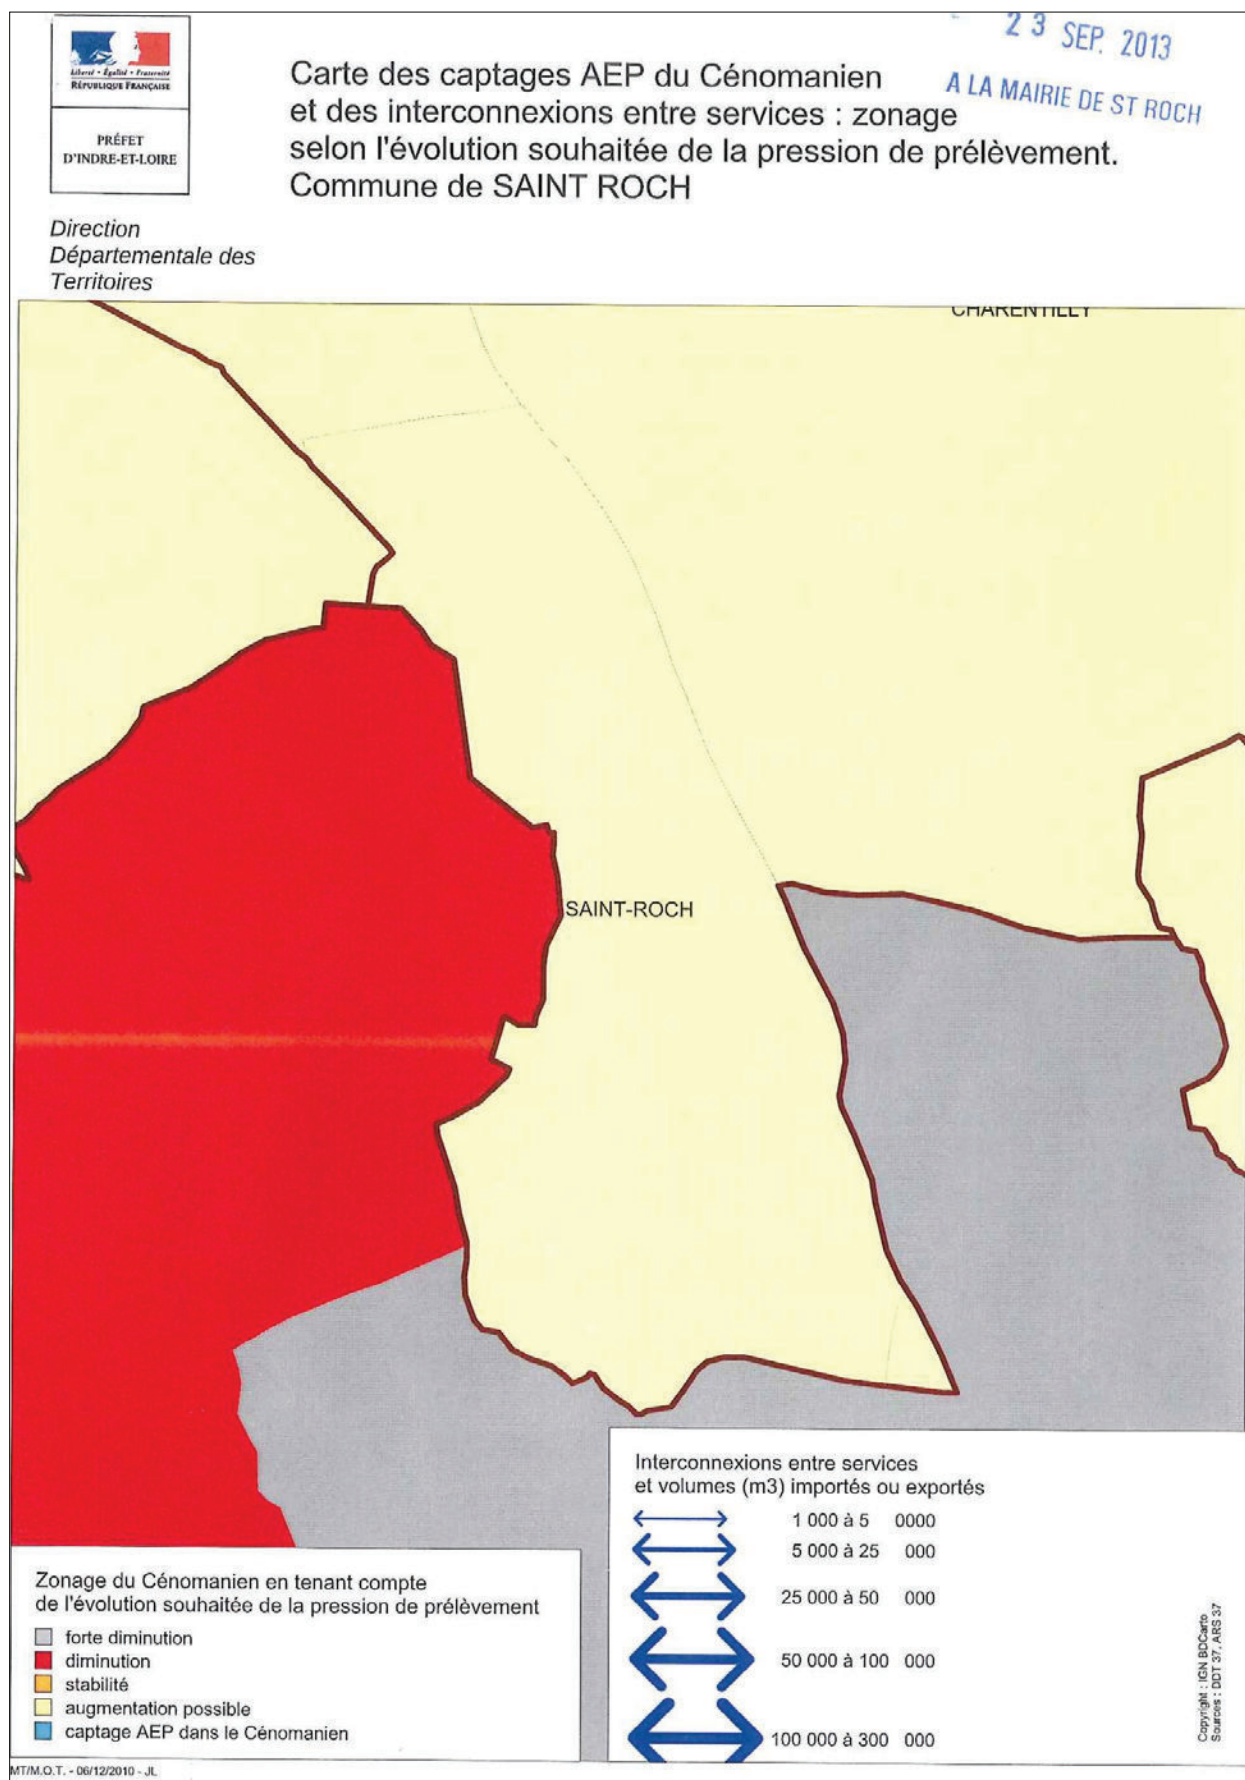 23 SEP. 2013
A LA MAIRIE DE ST ROCH
Liberté • Égalité • Fraternité
RÉPUBLIQUE FRANÇAISE
PRÉFET
D'INDRE-ET-LOIRE
Carte des captages AEP du Cénomanien
et des interconnexions entre services : zonage
selon l'évolution souhaitée de la pression de prélèvement.
Commune de SAINT ROCH
Direction
Départementale des
Territoires
CHARENTILLY
SAINT-ROCH
Interconnexions entre services
et volumes (m3) importés ou exportés
1 000 à 5 0000
5 000 à 25 000
25 000 à 50 000
50 000 à 100 000
100 000 à 300 000
Zonage du Cénomanien en tenant compte
de l'évolution souhaitée de la pression de prélèvement
forte diminution
diminution
stabilité
augmentation possible
captage AEP dans le Cénomanien
Copyright : IGN BDCarto
Sources : DDT 37, ARS 37
MT/M.O.T. - 06/12/2010 - JL